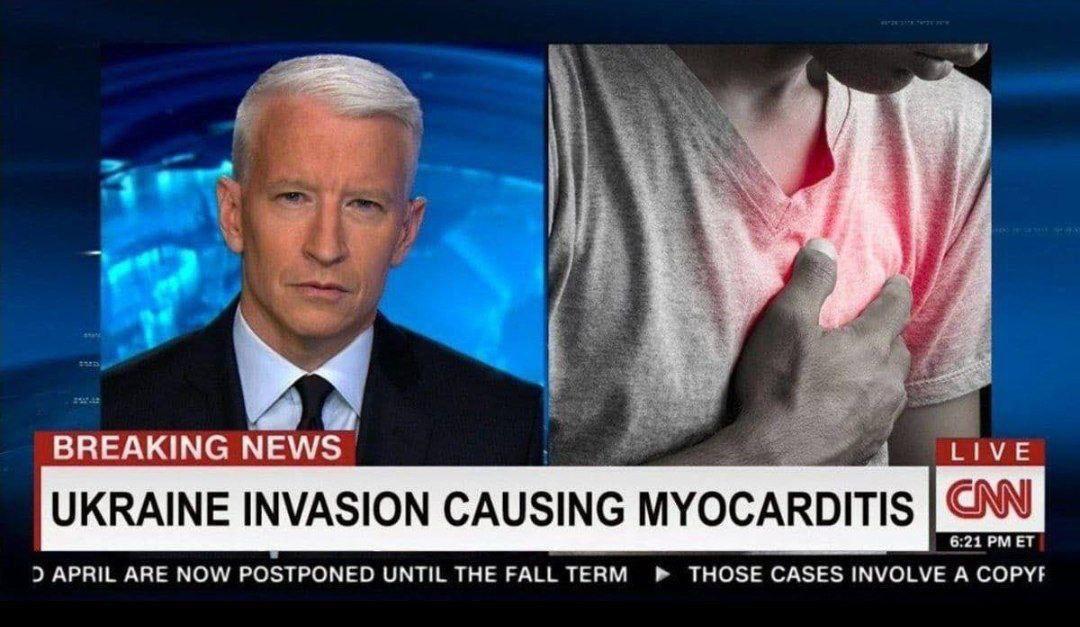 BREAKING NEWS
LIVE
UKRAINE INVASION CAUSING MYOCARDITIS
CNN
6:21 PM ET
APRIL ARE NOW POSTPONED UNTIL THE FALL TERM ▶ THOSE CASES INVOLVE A